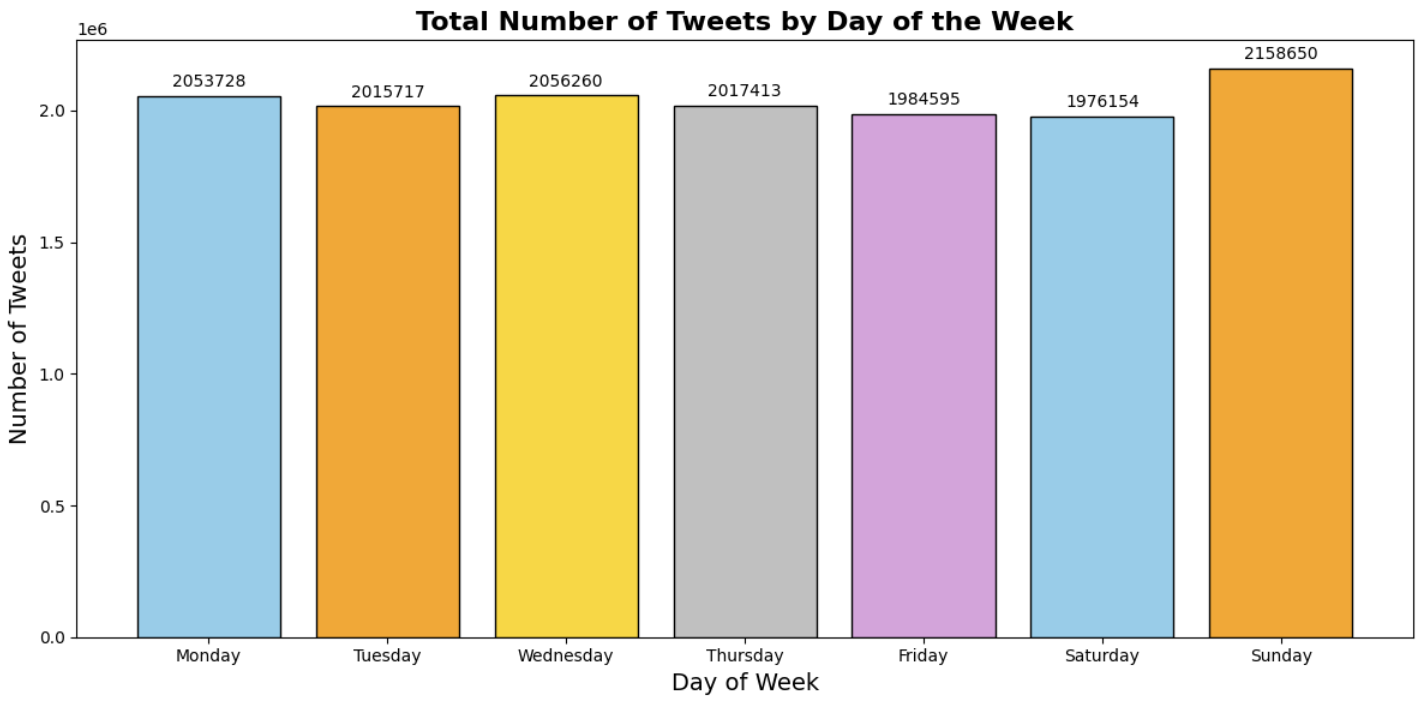 Total Number of Tweets by Day of the Week
1e6
2053728
2015717
2056260
2017413
1984595
1976154
2158650
2.0
1.5
1.0
0.5
0.0
Number of Tweets
Monday
Tuesday
Wednesday
Thursday
Friday
Saturday
Sunday
Day of Week